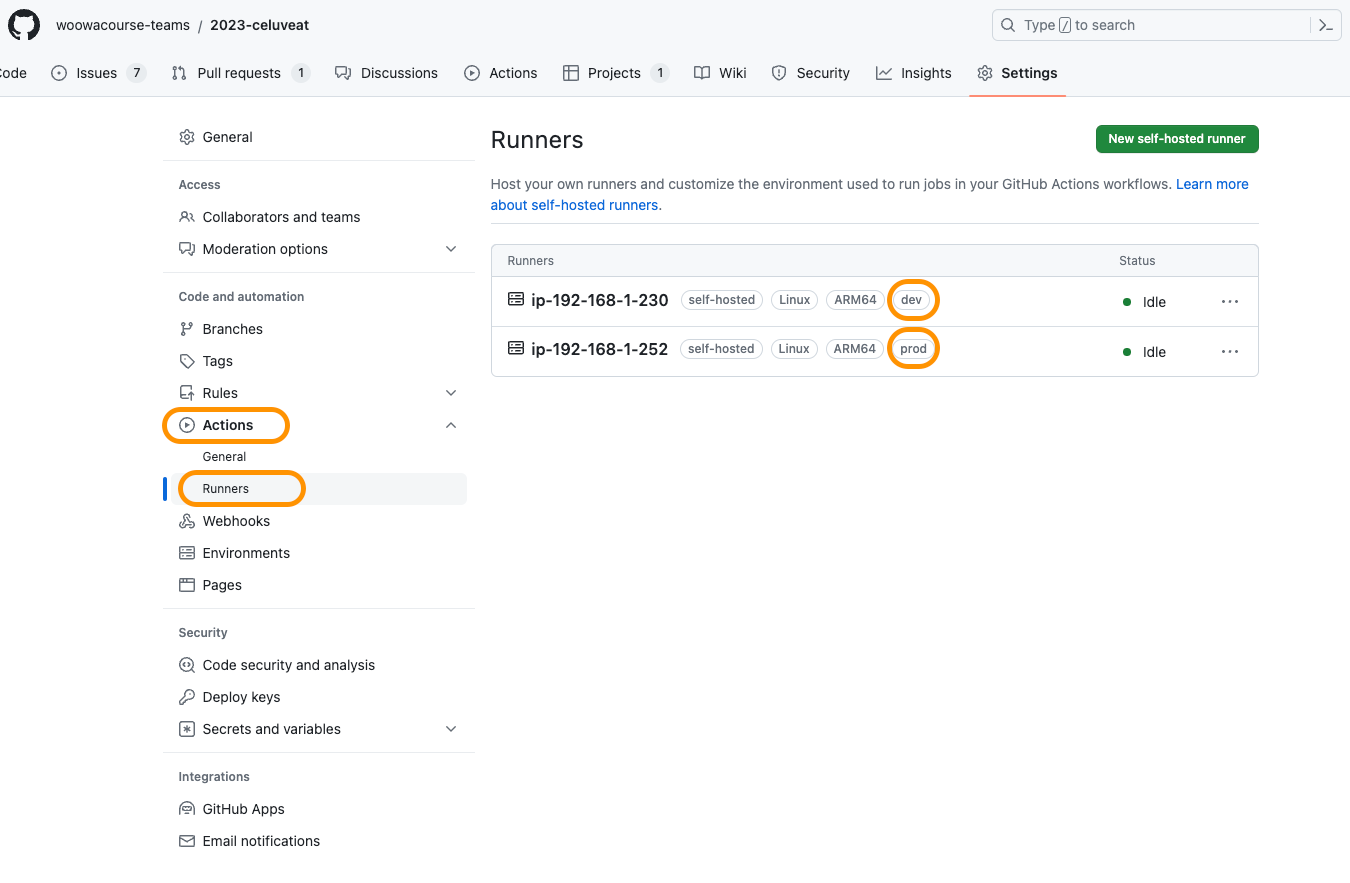 woowacourse-teams / 2023-celuveat
Type / to search
ode Issues 7 Pull requests 1 Discussions Actions Projects 1 Wiki Security Insights Settings
General
Access
Collaborators and teams
Moderation options
Code and automation
Branches
Tags
Rules
Actions
General
Runners
Webhooks
Environments
Pages
Security
Code security and analysis
Deploy keys
Secrets and variables
Integrations
GitHub Apps
Email notifications
Runners
New self-hosted runner
Host your own runners and customize the environment used to run jobs in your GitHub Actions workflows. Learn more
about self-hosted runners.
Runners Status
ip-192-168-1-230 self-hosted Linux ARM64 dev Idle
ip-192-168-1-252 self-hosted Linux ARM64 prod Idle